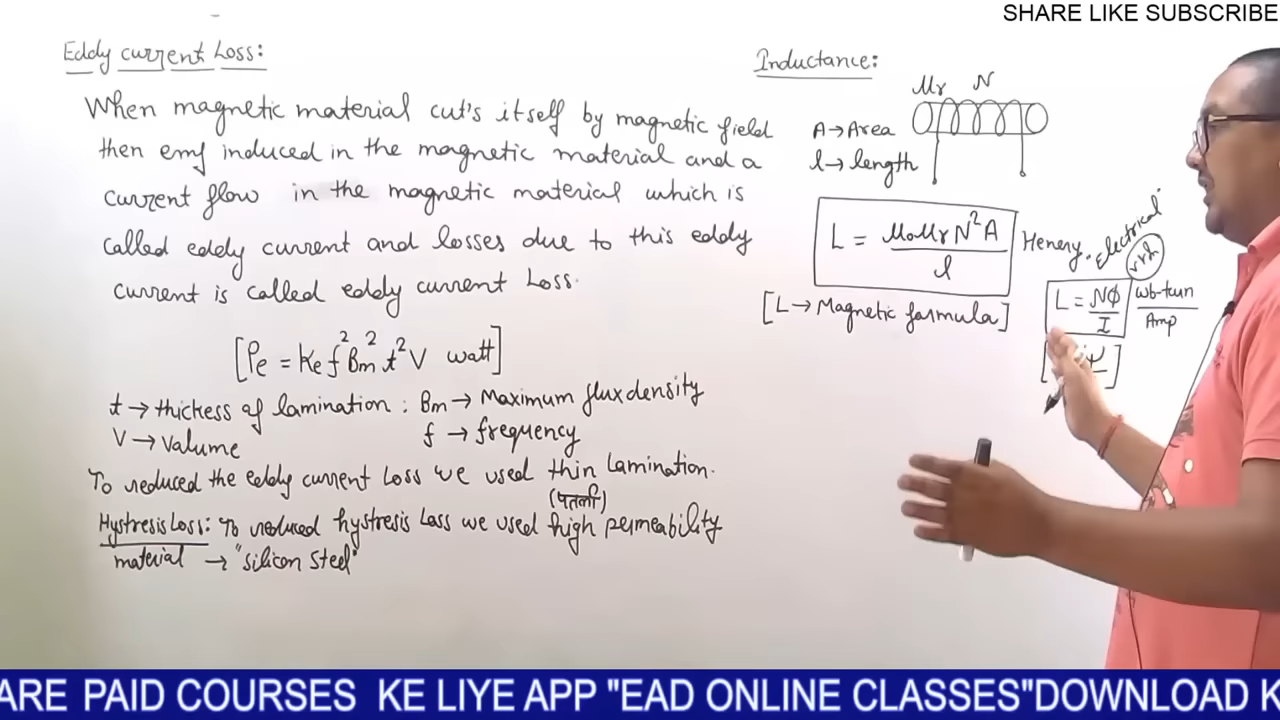 SHARE LIKE SUBSCRIBE
Eddy current Loss:
When magnetic material cut's itself by magnetic field
then emf induced in the magnetic material and a
current flow in the magnetic material which is
called eddy current and losses due to this eddy
current is called eddy current Loss.
[Pe = Ke f² Bm² t² V watt]
t → thickess of lamination : Bm → Maximum flux density
V → Valume
f → frequency
To reduced the eddy current Loss we used thin Lamination.
(पतली)
Hystresis Loss: To reduced hystresis Loss we used high permeability
material → "silicon steel"
Inductance:
Mr N
A → Area
l → length
L = μ₀μr N² A / l Henery.
[L → Magnetic formula]
Electrical
L = Nϕ / I Wb-turn / Amp
ARE PAID COURSES KE LIYE APP "EAD ONLINE CLASSES"DOWNLOAD K